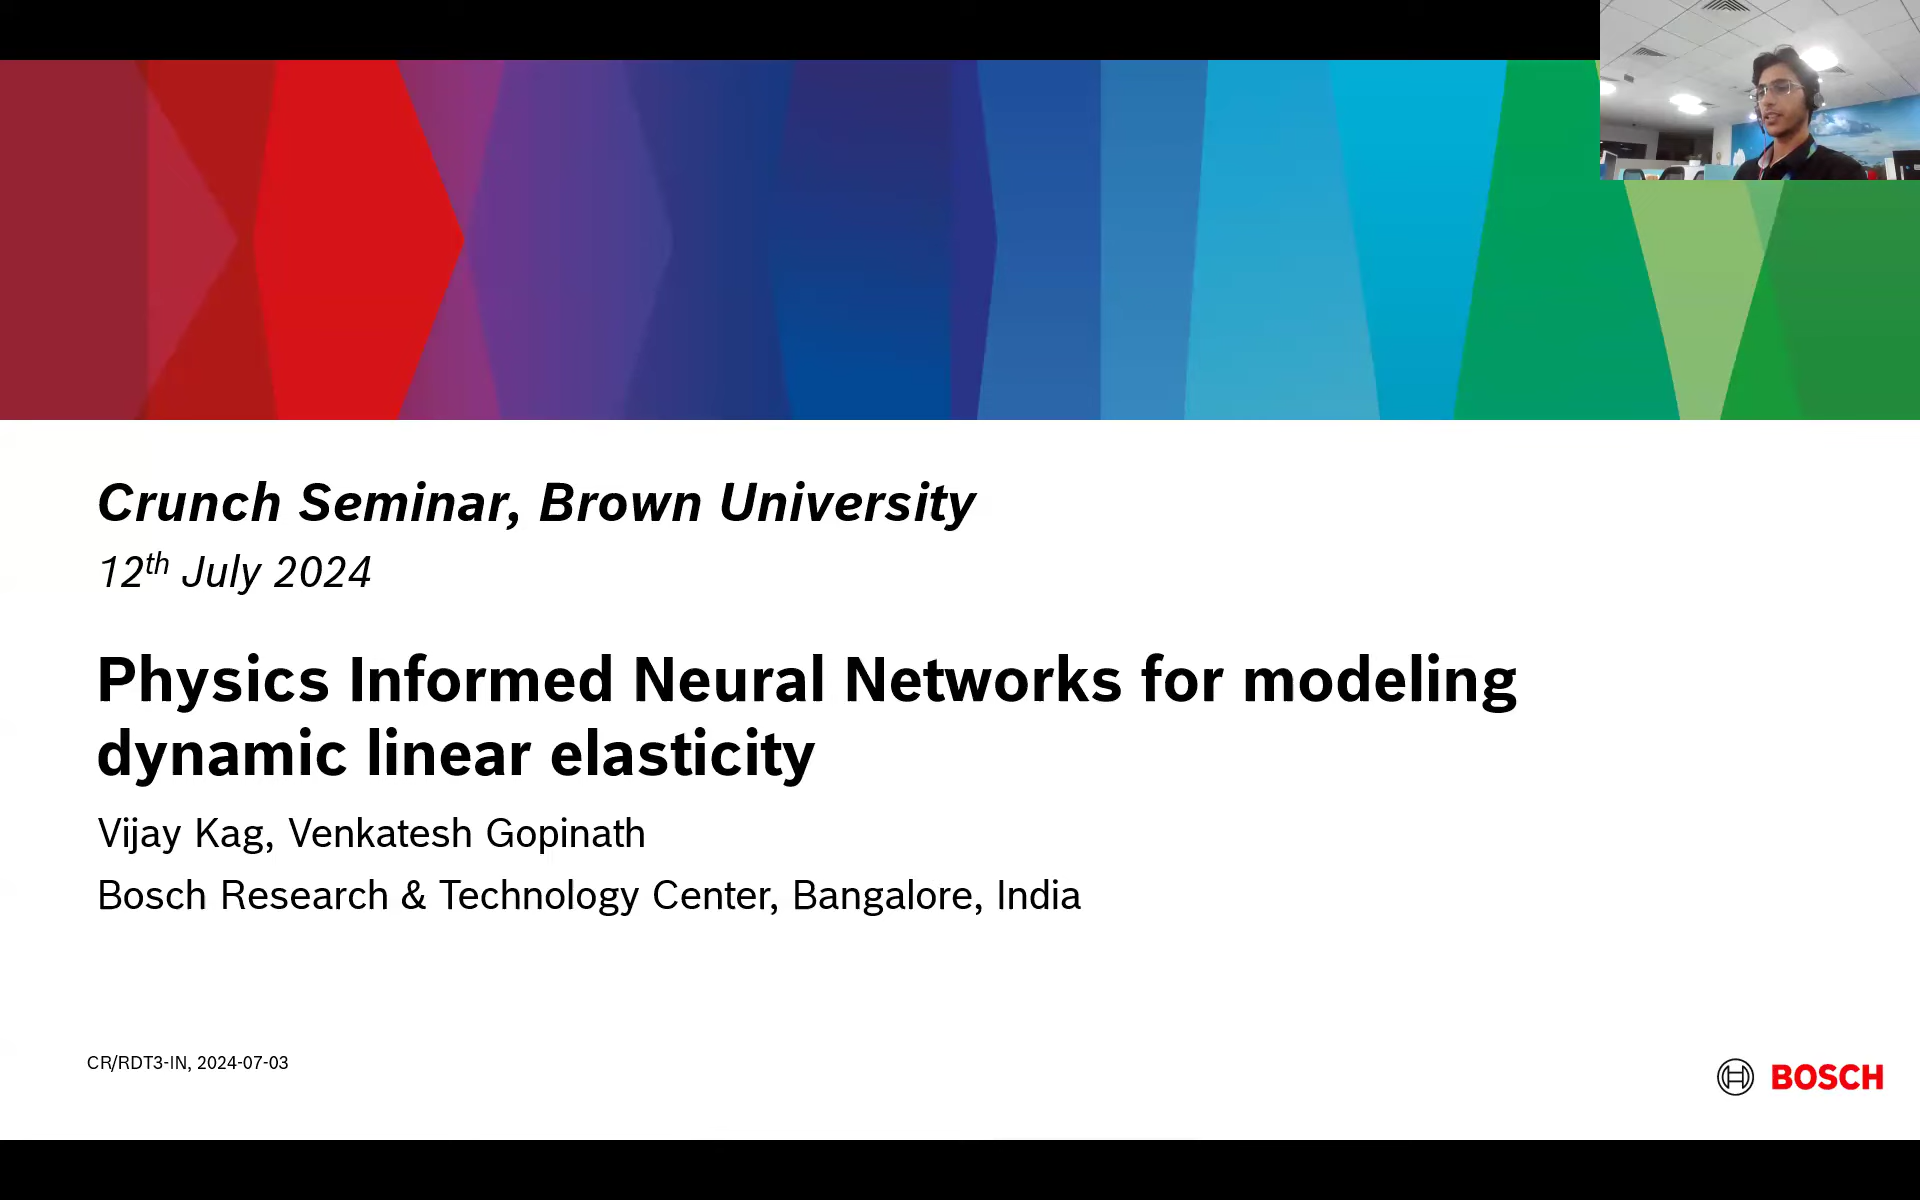 Crunch Seminar, Brown University
12th July 2024
Physics Informed Neural Networks for modeling
dynamic linear elasticity
Vijay Kag, Venkatesh Gopinath
Bosch Research & Technology Center, Bangalore, India
CR/RDT3-IN, 2024-07-03
BOSCH